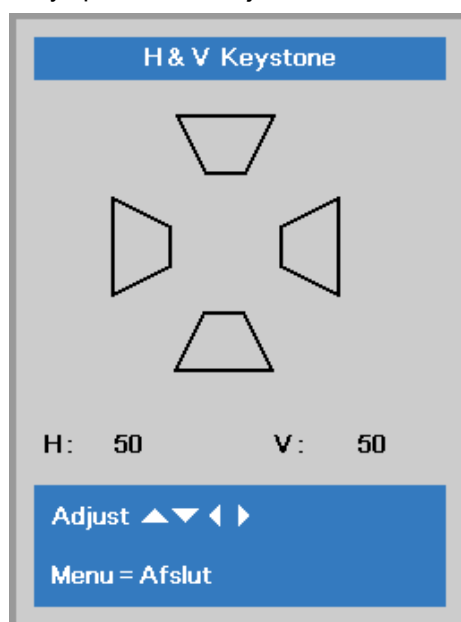 H & V Keystone
H: 50 V: 50
Adjust ▲▼◀▶
Menu = Afslut